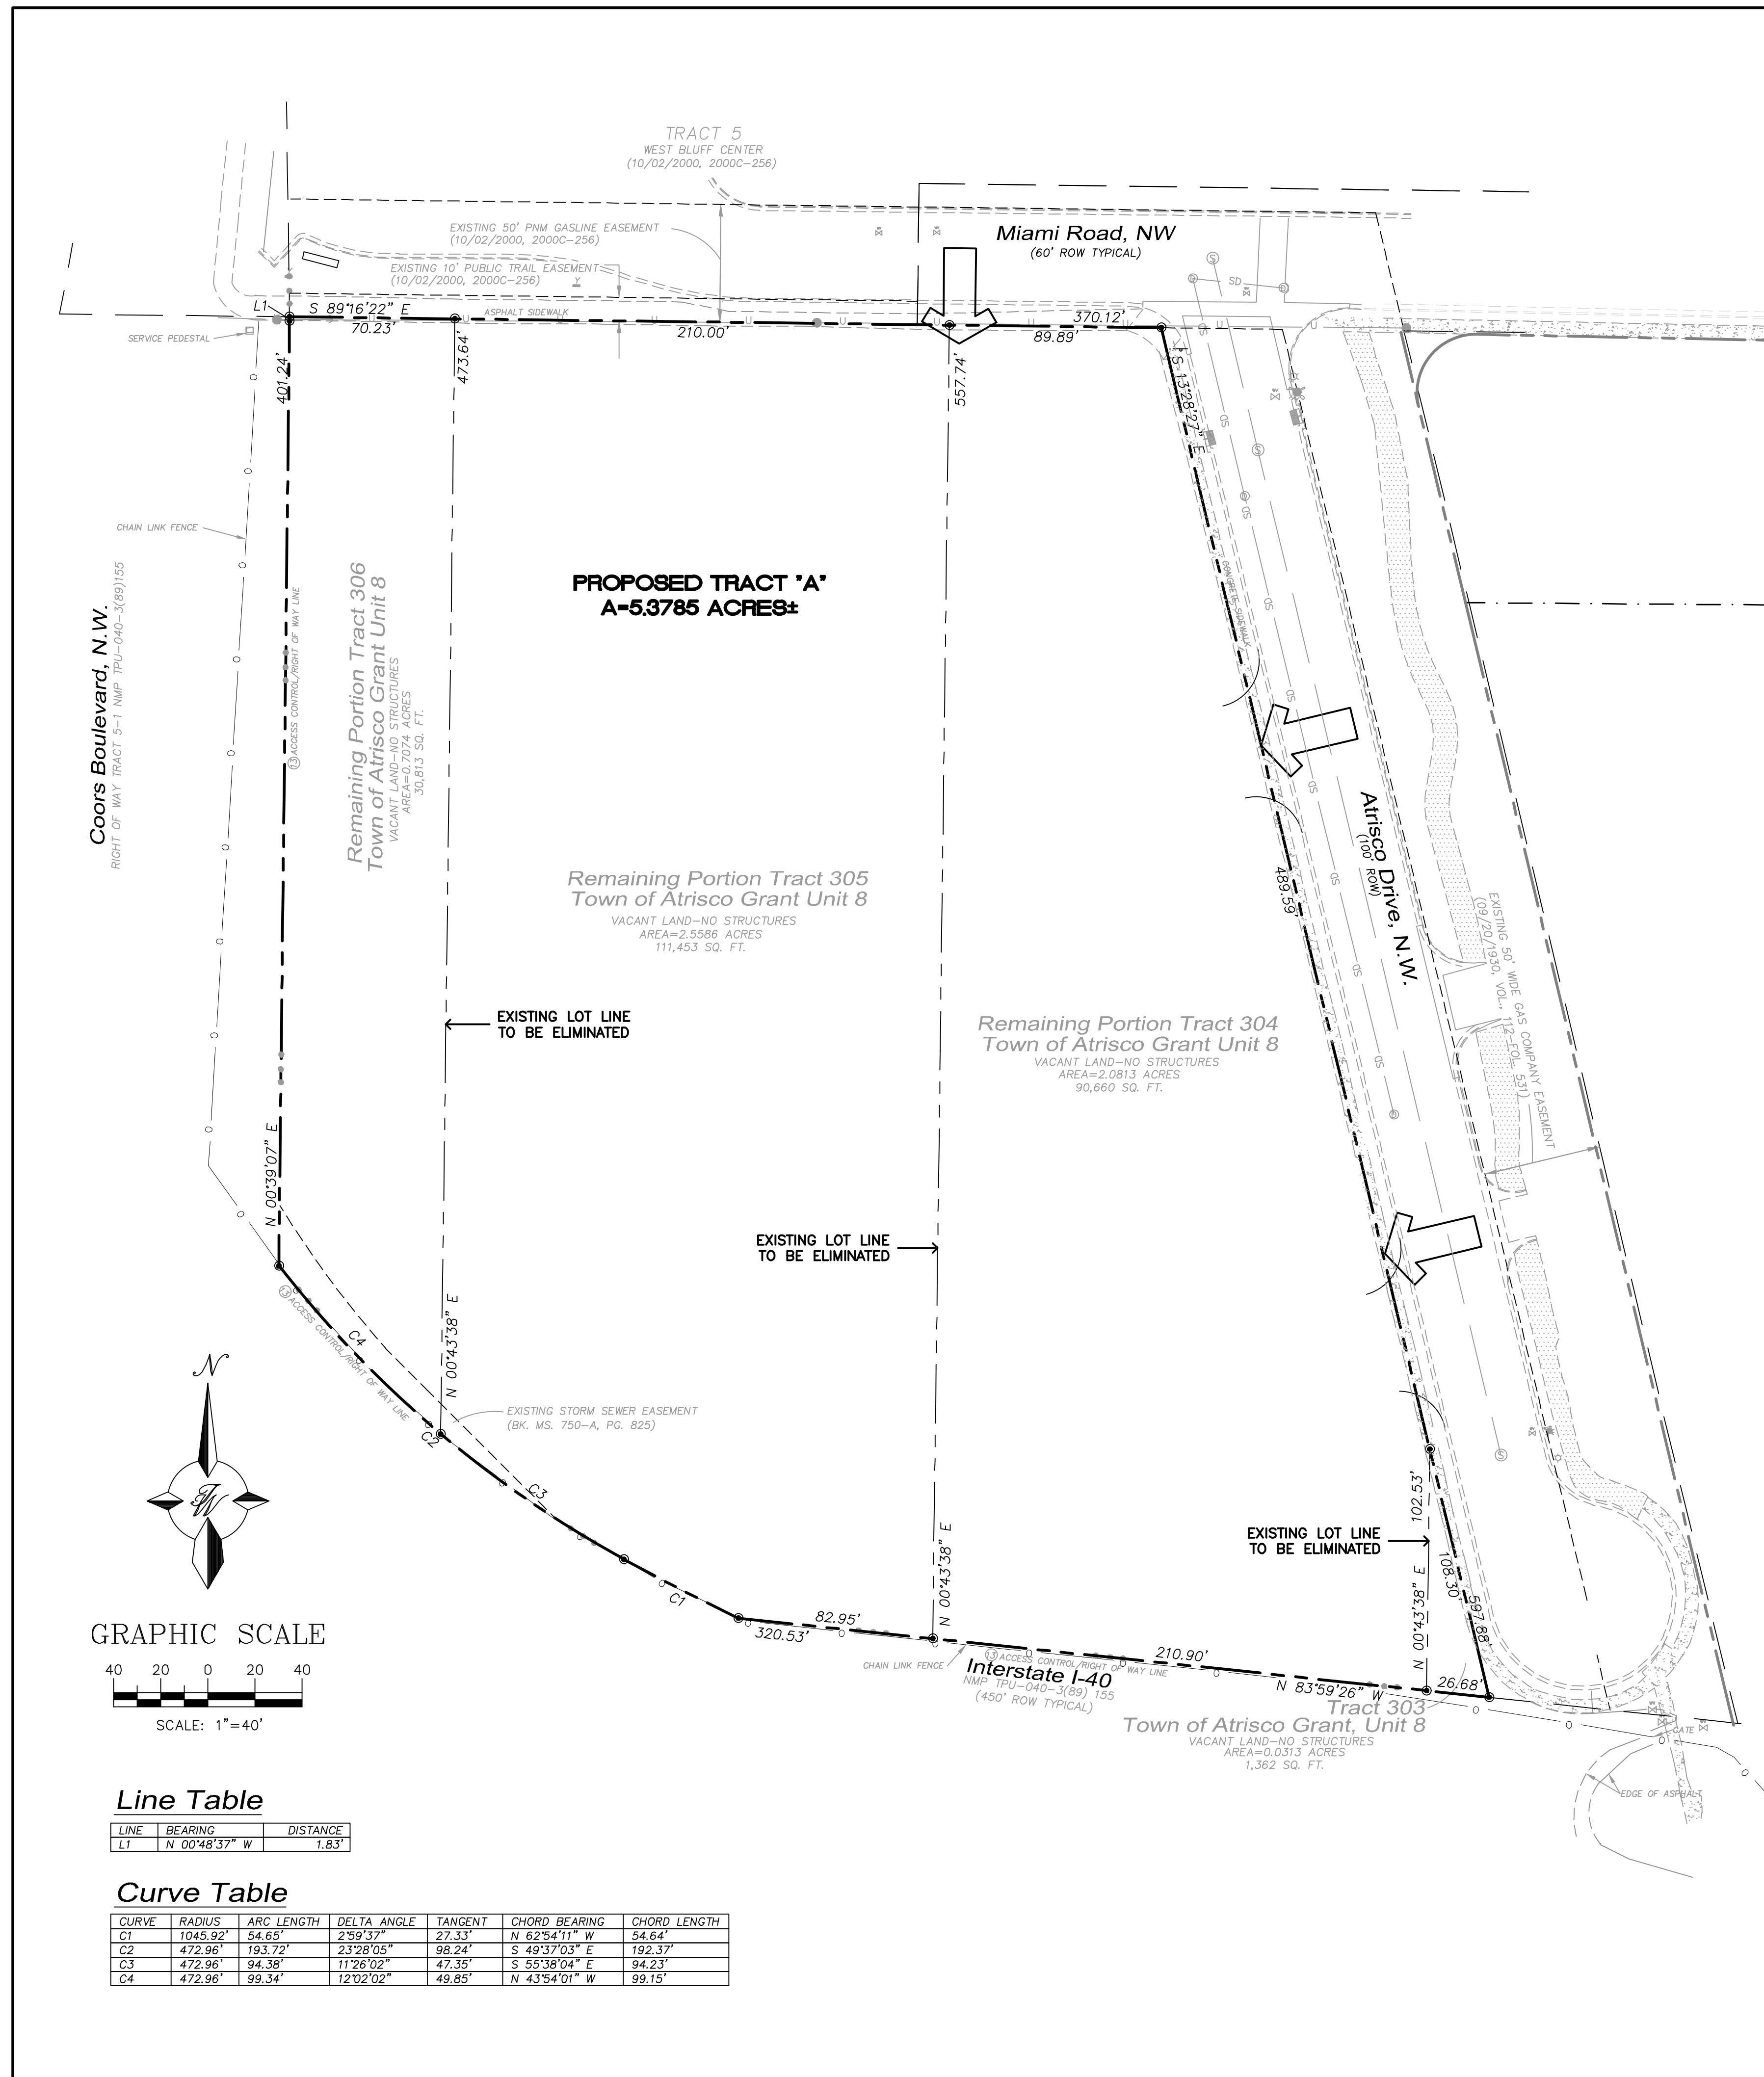 TRACT 5
WEST BLUFF CENTER
(10/02/2000, 2000C-256)
EXISTING 50' PNM GASLINE EASEMENT
(10/02/2000, 2000C-256)
EXISTING 10' PUBLIC TRAIL EASEMENT
(10/02/2000, 2000C-256)
Miami Road, NW
(60' ROW TYPICAL)
SD
L1
S 89°16'22" E
70.23'
ASPHALT SIDEWALK
210.00'
370.12'
89.89'
SERVICE PEDESTAL
401.24'
473.64'
557.74'
S 13°28'27" E
CHAIN LINK FENCE
Coors Boulevard, N.W.
RIGHT OF WAY TRACT 5-1 NMP TPU-040-3(89)155
13 ACCESS CONTROL/RIGHT OF WAY LINE
Remaining Portion Tract 306
Town of Atrisco Grant Unit 8
VACANT LAND-NO STRUCTURES
AREA=0.7074 ACRES
30,813 SQ. FT.
PROPOSED TRACT "A"
A=5.3785 ACRES±
CONCRETE SIDEWALK
Atrisco Drive, N.W.
(100' ROW)
489.59'
EXISTING 50' WIDE GAS COMPANY EASEMENT
(09/20/1930, VOL., 112-FOL. 531)
Remaining Portion Tract 305
Town of Atrisco Grant Unit 8
VACANT LAND-NO STRUCTURES
AREA=2.5586 ACRES
111,453 SQ. FT.
EXISTING LOT LINE
TO BE ELIMINATED
Remaining Portion Tract 304
Town of Atrisco Grant Unit 8
VACANT LAND-NO STRUCTURES
AREA=2.0813 ACRES
90,660 SQ. FT.
N 00°39'07" E
EXISTING LOT LINE
TO BE ELIMINATED
13 ACCESS CONTROL/RIGHT OF WAY LINE
C4
N 00°43'38" E
C2
EXISTING STORM SEWER EASEMENT
(BK. MS. 750-A, PG. 825)
C3
C1
N 00°43'38" E
102.53'
EXISTING LOT LINE
TO BE ELIMINATED
N 00°43'38" E
108.30'
597.88'
82.95'
320.53'
210.90'
CHAIN LINK FENCE
13 ACCESS CONTROL/RIGHT OF WAY LINE
Interstate I-40
NMP TPU-040-3(89) 155
(450' ROW TYPICAL)
N 83°59'26" W
26.68'
Tract 303
Town of Atrisco Grant, Unit 8
VACANT LAND-NO STRUCTURES
AREA=0.0313 ACRES
1,362 SQ. FT.
GATE
EDGE OF ASPHALT
N
GRAPHIC SCALE
40 20 0 20 40
SCALE: 1"=40'
Line Table
LINE BEARING DISTANCE
L1 N 00°48'37" W 1.83'
Curve Table
CURVE RADIUS ARC LENGTH DELTA ANGLE TANGENT CHORD BEARING CHORD LENGTH
C1 1045.92' 54.65' 2°59'37" 27.33' N 62°54'11" W 54.64'
C2 472.96' 193.72' 23°28'05" 98.24' S 49°37'03" E 192.37'
C3 472.96' 94.38' 11°26'02" 47.35' S 55°38'04" E 94.23'
C4 472.96' 99.34' 12°02'02" 49.85' N 43°54'01" W 99.15'